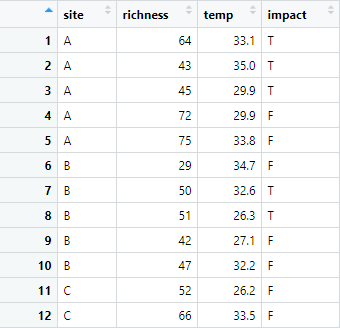 site richness temp impact
1 A 64 33.1 T
2 A 43 35.0 T
3 A 45 29.9 T
4 A 72 29.9 F
5 A 75 33.8 F
6 B 29 34.7 F
7 B 50 32.6 T
8 B 51 26.3 T
9 B 42 27.1 F
10 B 47 32.2 F
11 C 52 26.2 F
12 C 66 33.5 F